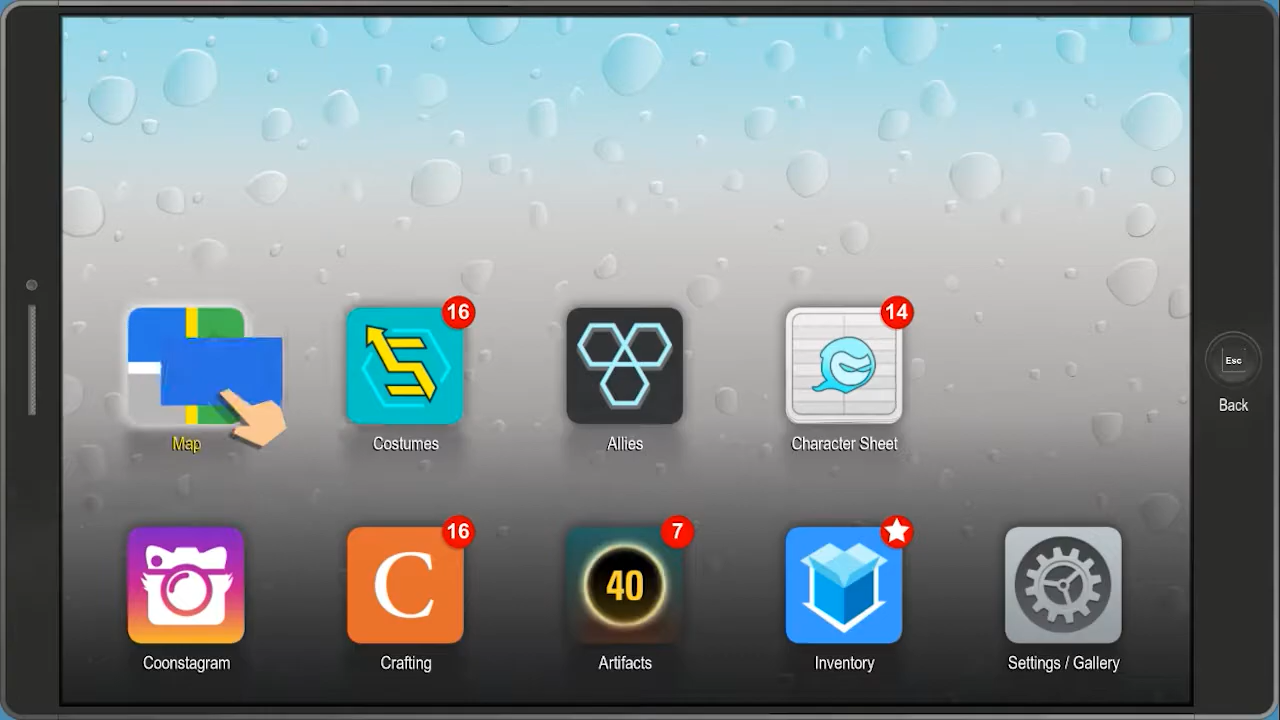 16
14
Map
Costumes
Allies
Character Sheet
Esc
Back
16
7
C
40
Coonstagram
Crafting
Artifacts
Inventory
Settings / Gallery